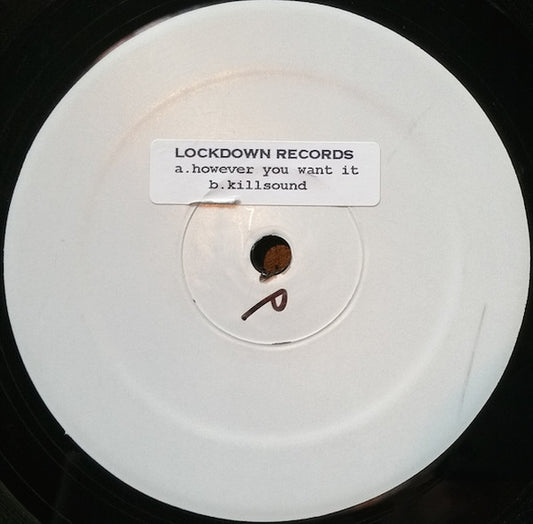 LOCKDOWN RECORDS
a.however you want it
b.killsound